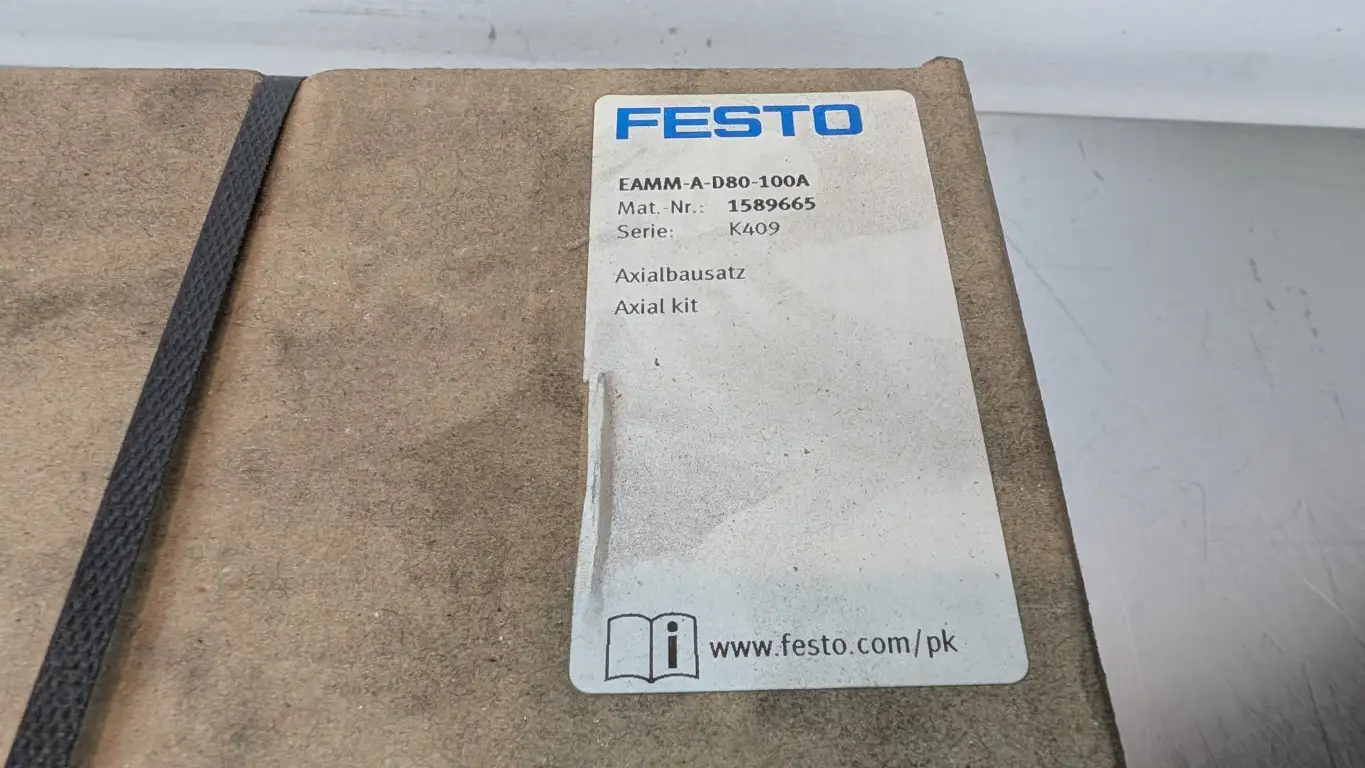 FESTO
EAMM-A-D80-100A
Mat.-Nr.: 1589665
Serie: K409
Axialbausatz
Axial kit
i www.festo.com/pk